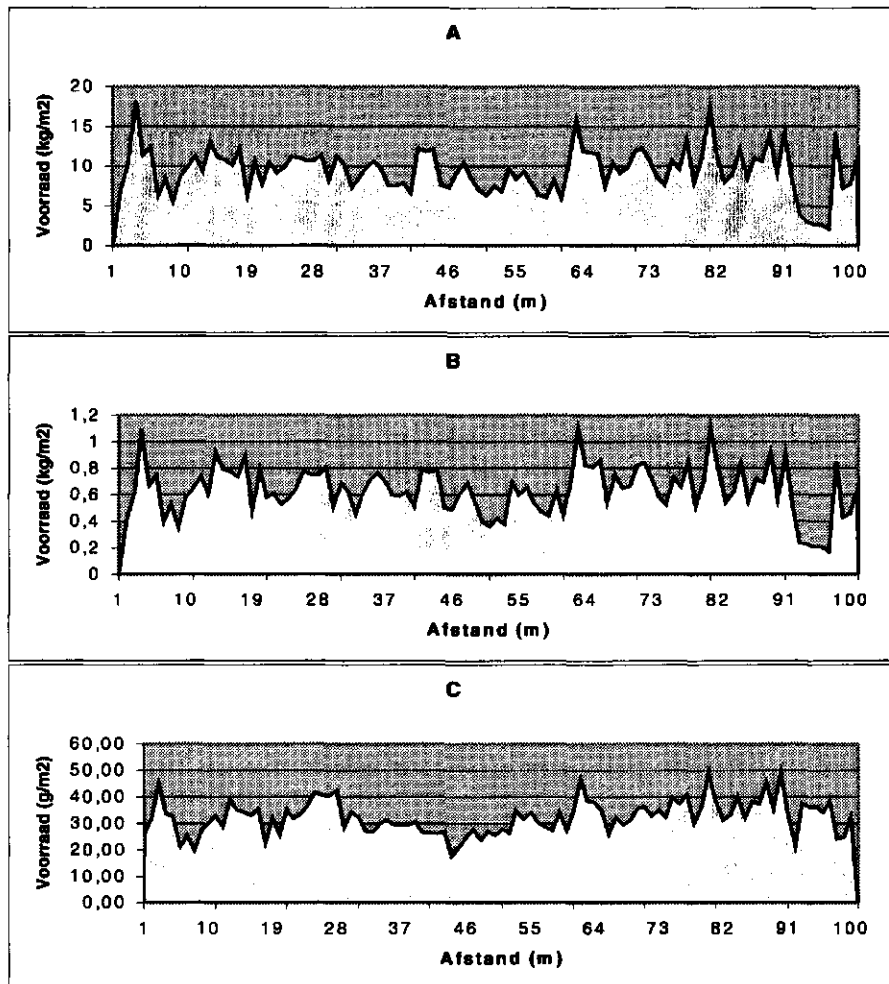 A
Voorraad (kg/m2)
20
15
10
5
0
1 10 19 28 37 46 55 64 73 82 91 100
Afstand (m)
B
Voorraad (kg/m2)
1,2
1
0,8
0,6
0,4
0,2
0
1 10 19 28 37 46 55 64 73 82 91 100
Afstand (m)
C
Voorraad (g/m2)
60,00
50,00
40,00
30,00
20,00
10,00
0,00
1 10 19 28 37 46 55 64 73 82 91 100
Afstand (m)